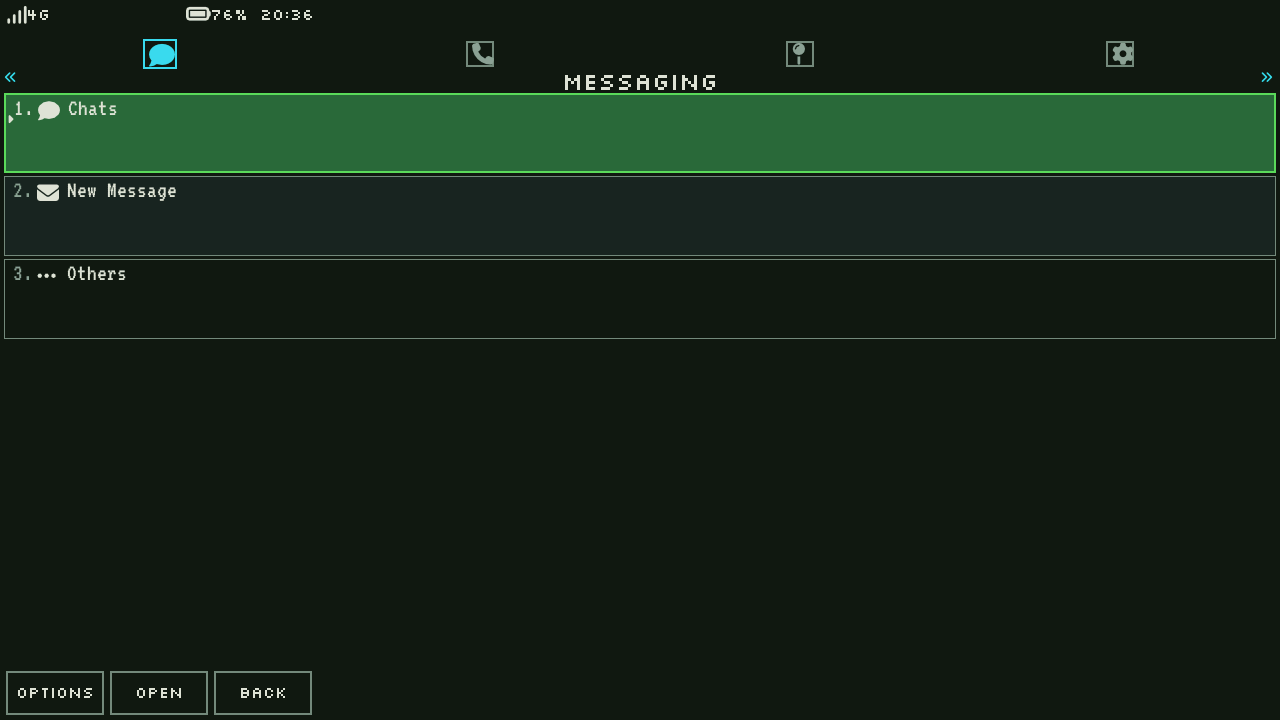 4G 76% 20:36
« MESSAGING »
1. Chats
2. New Message
3. Others
OPTIONS OPEN BACK